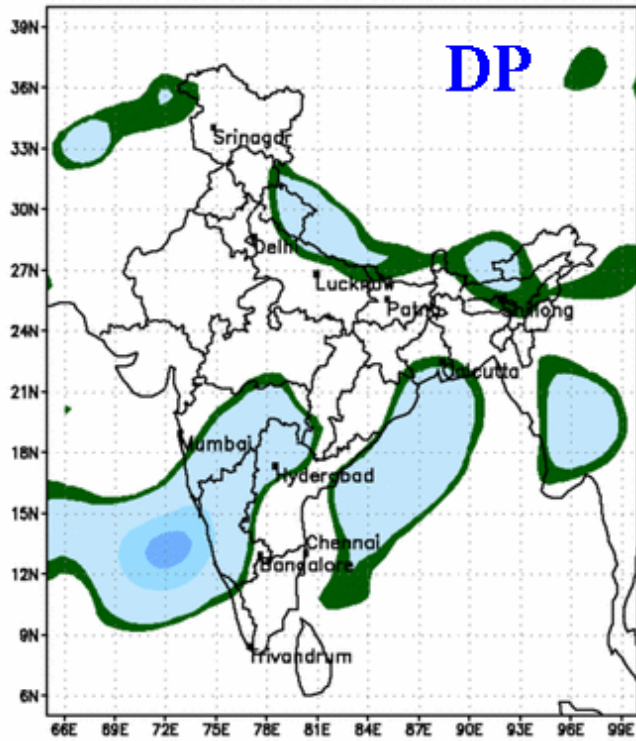 39N
DP
36N
Srinagar
33N
30N
Delhi
27N
Lucknow
Patna
Shillong
24N
Calcutta
21N
Mumbai
18N
Hyderabad
15N
Chennai
Bangalore
12N
9N
Trivandrum
6N
66E 69E 72E 75E 78E 81E 84E 87E 90E 93E 96E 99E